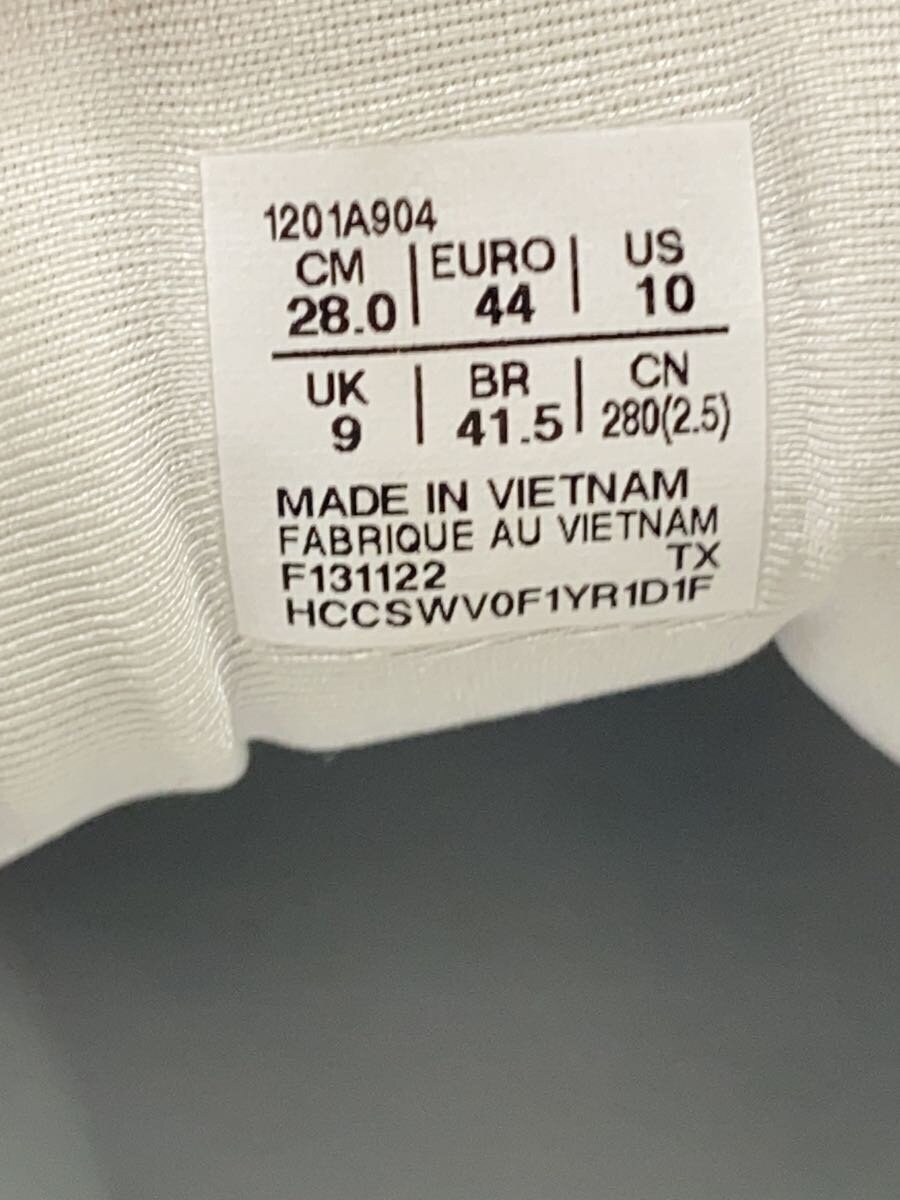 1201A904
CM | EURO | US
28.0 | 44 | 10
UK | BR | CN
9 | 41.5 | 280(2.5)
MADE IN VIETNAM
FABRIQUE AU VIETNAM
F131122 TX
HCCSWV0F1YR1D1F